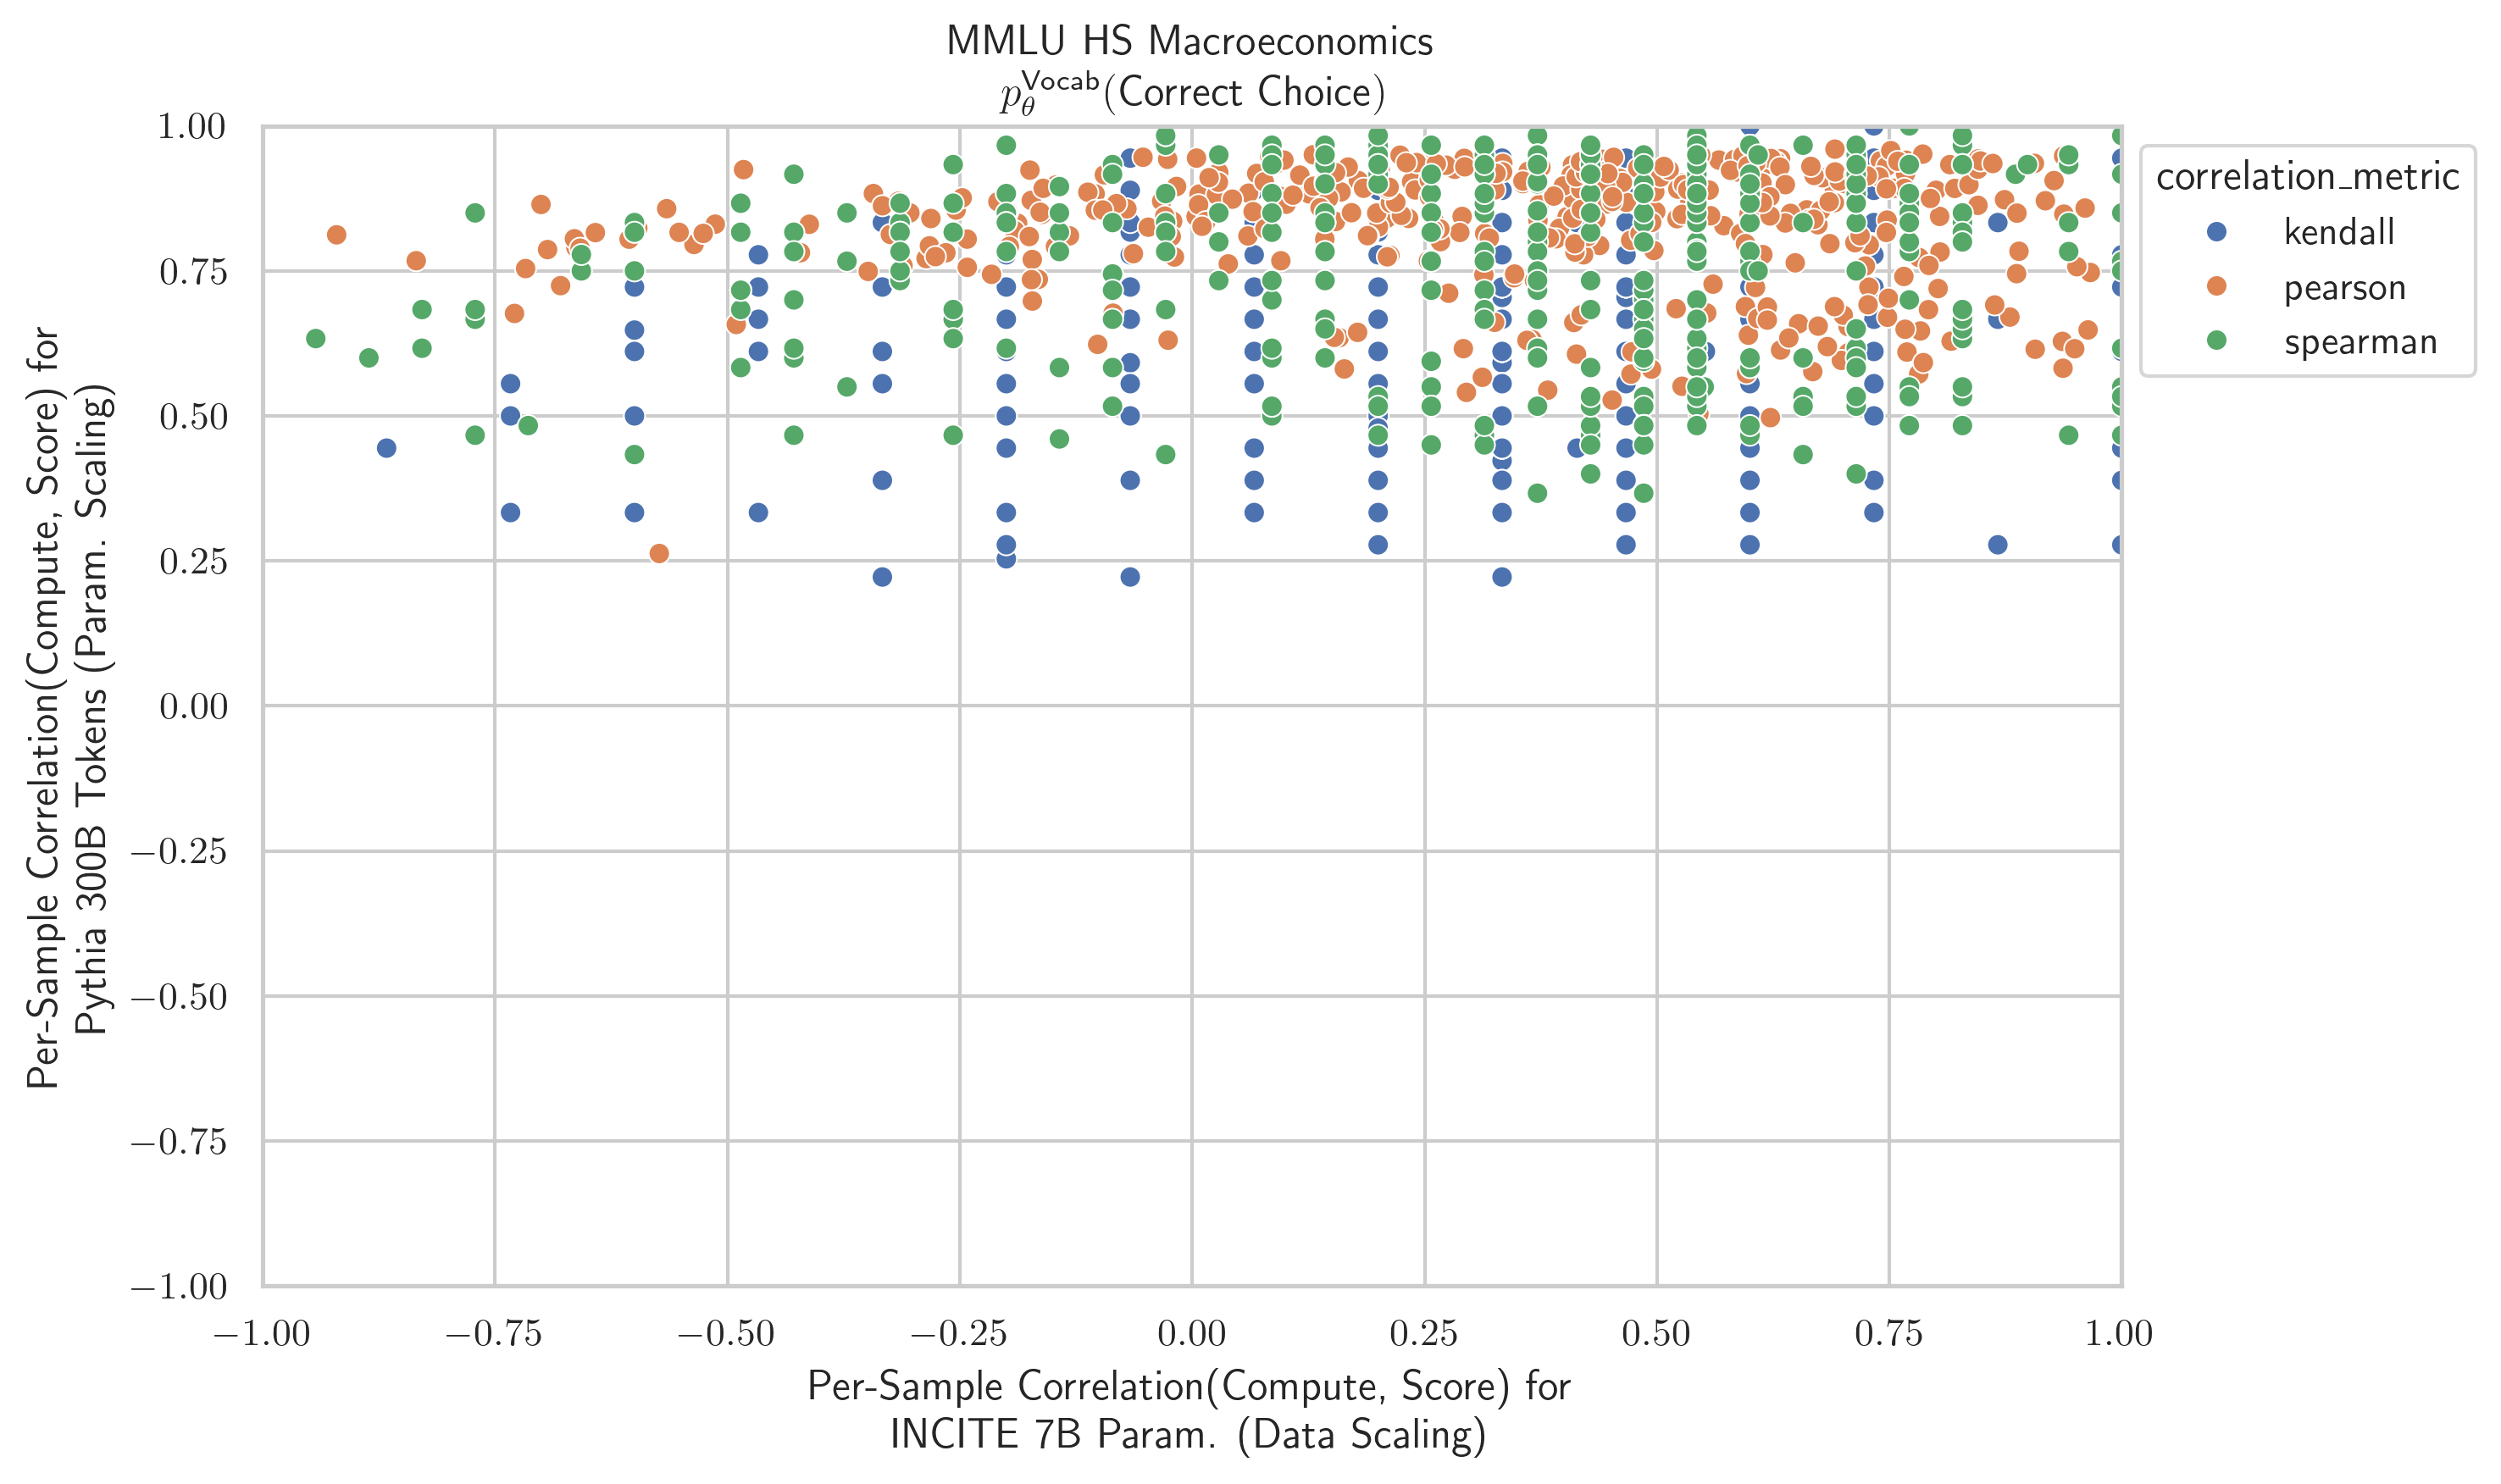 MMLU HS Macroeconomics
p_θ^Vocab(Correct Choice)
Per-Sample Correlation(Compute, Score) for
Pythia 300B Tokens (Param. Scaling)
1.00
0.75
0.50
0.25
0.00
−0.25
−0.50
−0.75
−1.00
−1.00 −0.75 −0.50 −0.25 0.00 0.25 0.50 0.75 1.00
Per-Sample Correlation(Compute, Score) for
INCITE 7B Param. (Data Scaling)
correlation_metric
kendall
pearson
spearman